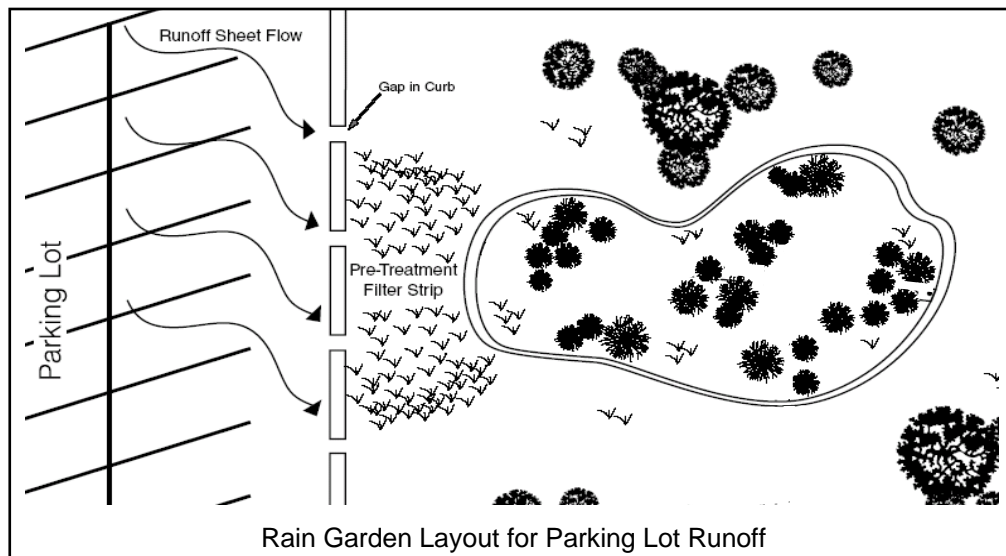 Runoff Sheet Flow
Gap in Curb
Parking Lot
Pre-Treatment
Filter Strip
Rain Garden Layout for Parking Lot Runoff